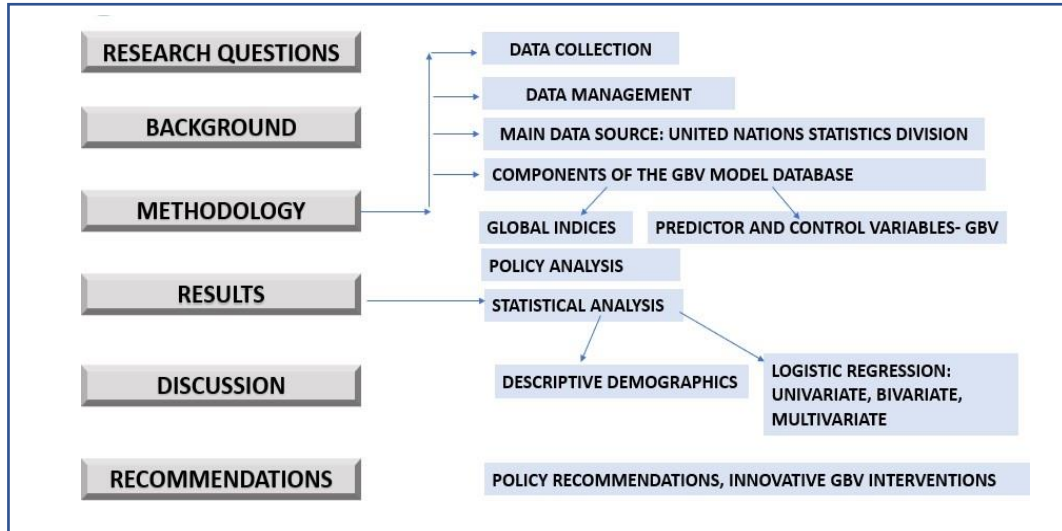 RESEARCH QUESTIONS
DATA COLLECTION
DATA MANAGEMENT
BACKGROUND
MAIN DATA SOURCE: UNITED NATIONS STATISTICS DIVISION
COMPONENTS OF THE GBV MODEL DATABASE
METHODOLOGY
GLOBAL INDICES
PREDICTOR AND CONTROL VARIABLES- GBV
POLICY ANALYSIS
RESULTS
STATISTICAL ANALYSIS
DISCUSSION
DESCRIPTIVE DEMOGRAPHICS
LOGISTIC REGRESSION:
UNIVARIATE, BIVARIATE,
MULTIVARIATE
RECOMMENDATIONS
POLICY RECOMMENDATIONS, INNOVATIVE GBV INTERVENTIONS